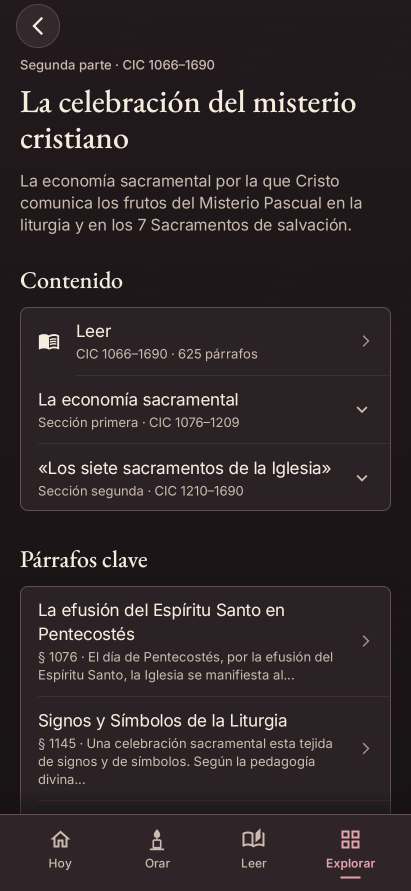 Segunda parte · CIC 1066–1690
La celebración del misterio
cristiano
La economía sacramental por la que Cristo
comunica los frutos del Misterio Pascual en la
liturgia y en los 7 Sacramentos de salvación.
Contenido
Leer
CIC 1066–1690 · 625 párrafos
La economía sacramental
Sección primera · CIC 1076–1209
«Los siete sacramentos de la Iglesia»
Sección segunda · CIC 1210–1690
Párrafos clave
La efusión del Espíritu Santo en
Pentecostés
§ 1076 · El día de Pentecostés, por la efusión del
Espíritu Santo, la Iglesia se manifiesta al...
Signos y Símbolos de la Liturgia
§ 1145 · Una celebración sacramental esta tejida
de signos y de símbolos. Según la pedagogía
divina...
Hoy
Orar
Leer
Explorar